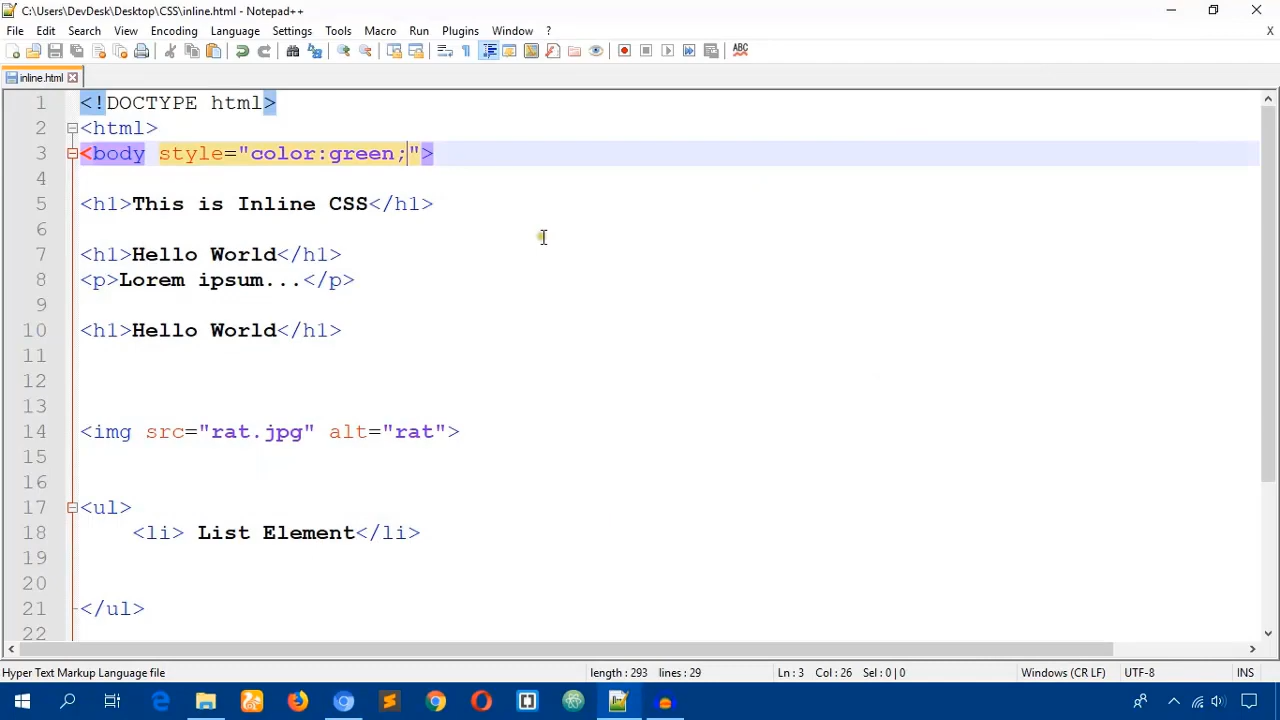 C:\Users\DevDesk\Desktop\CSS\inline.html - Notepad++
File Edit Search View Encoding Language Settings Tools Macro Run Plugins Window ? X
ABC
inline.html
1 <!DOCTYPE html>
2 <html>
3 <body style="color:green;">
4
5 <h1>This is Inline CSS</h1>
6
7 <h1>Hello World</h1>
8 <p>Lorem ipsum...</p>
9
10 <h1>Hello World</h1>
11
12
13
14 <img src="rat.jpg" alt="rat">
15
16
17 <ul>
18 <li> List Element</li>
19
20
21 </ul>
22
Hyper Text Markup Language file length : 293 lines : 29 Ln : 3 Col : 26 Sel : 0 | 0 Windows (CR LF) UTF-8 INS